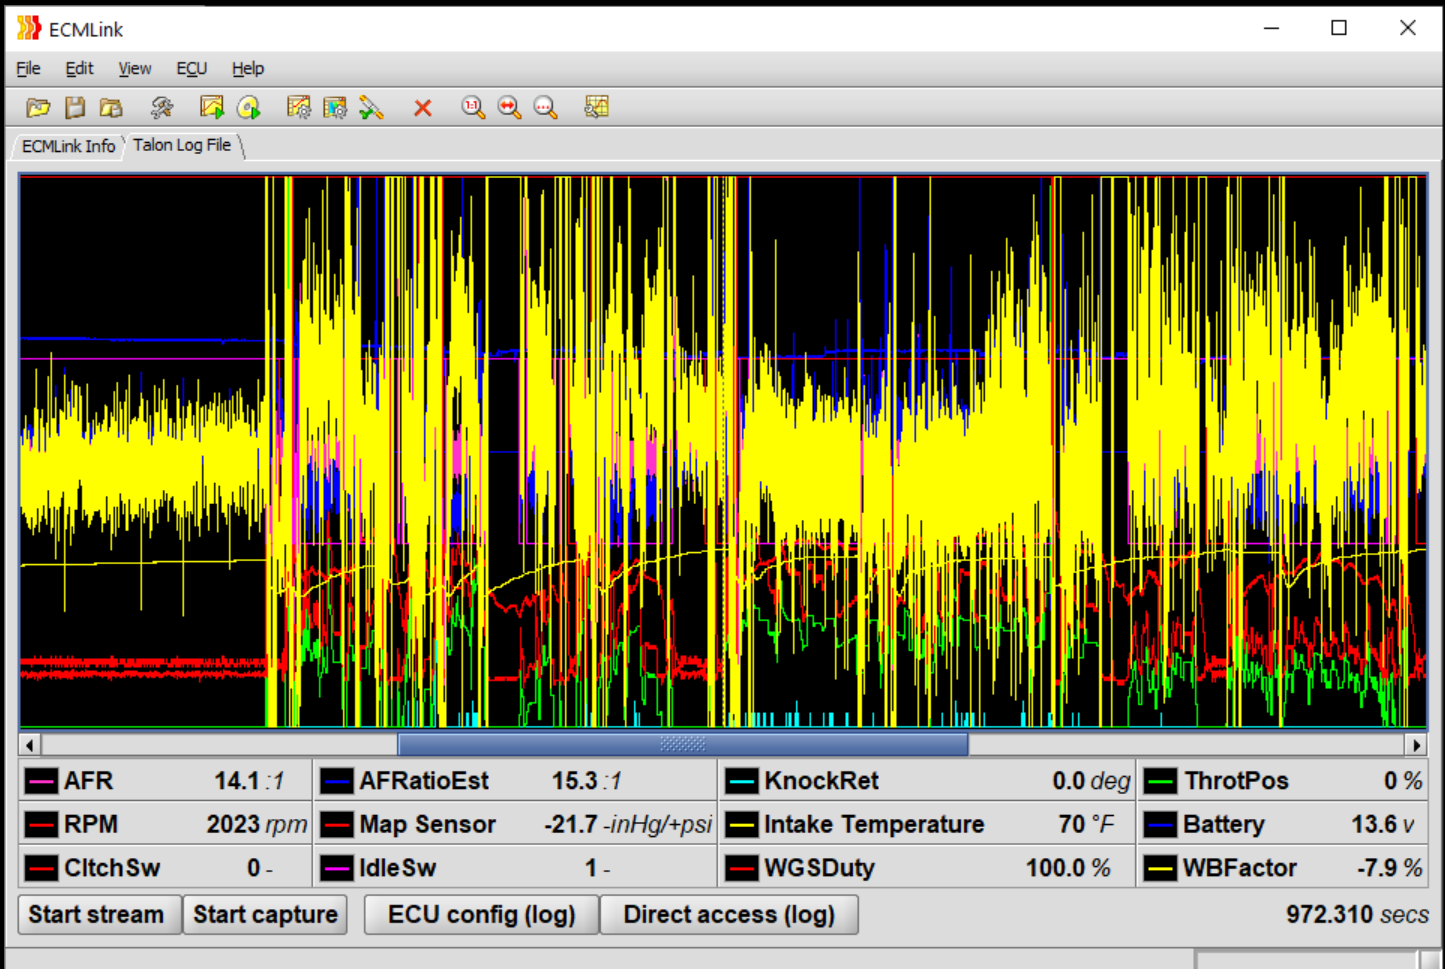 ECMLink
File Edit View ECU Help
1:1
ECMLink Info Talon Log File
AFR 14.1 :1 AFRatioEst 15.3 :1 KnockRet 0.0 deg ThrotPos 0 %
RPM 2023 rpm Map Sensor -21.7 -inHg/+psi Intake Temperature 70 °F Battery 13.6 v
CltchSw 0 - IdleSw 1 - WGSDuty 100.0 % WBFactor -7.9 %
Start stream Start capture ECU config (log) Direct access (log) 972.310 secs